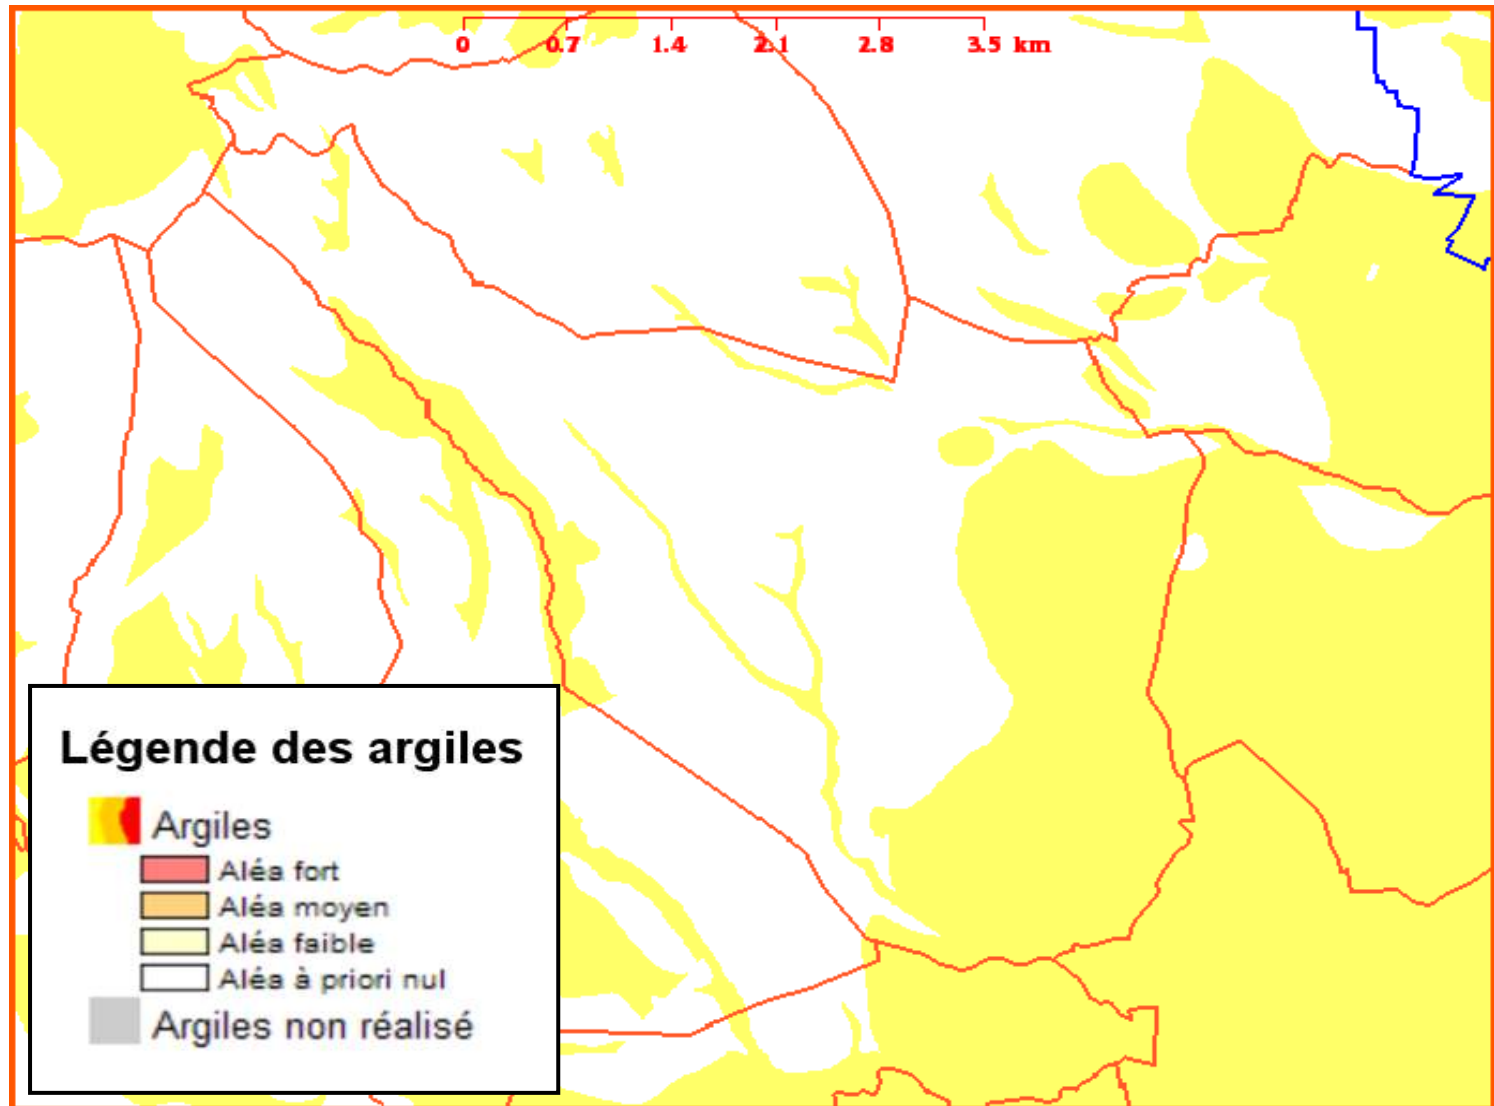 0 0.7 1.4 2.1 2.8 3.5 km
Légende des argiles
Argiles
Aléa fort
Aléa moyen
Aléa faible
Aléa à priori nul
Argiles non réalisé